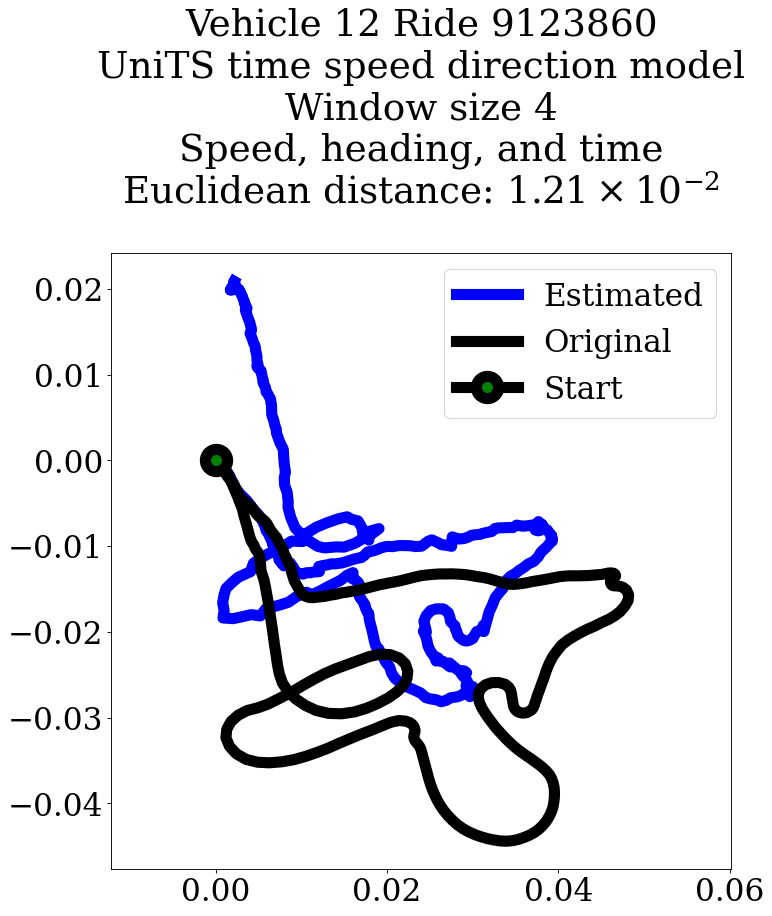 Vehicle 12 Ride 9123860
UniTS time speed direction model
Window size 4
Speed, heading, and time
Euclidean distance: 1.21 × 10⁻²
Estimated
Original
Start
0.02
0.01
0.00
−0.01
−0.02
−0.03
−0.04
0.00 0.02 0.04 0.06